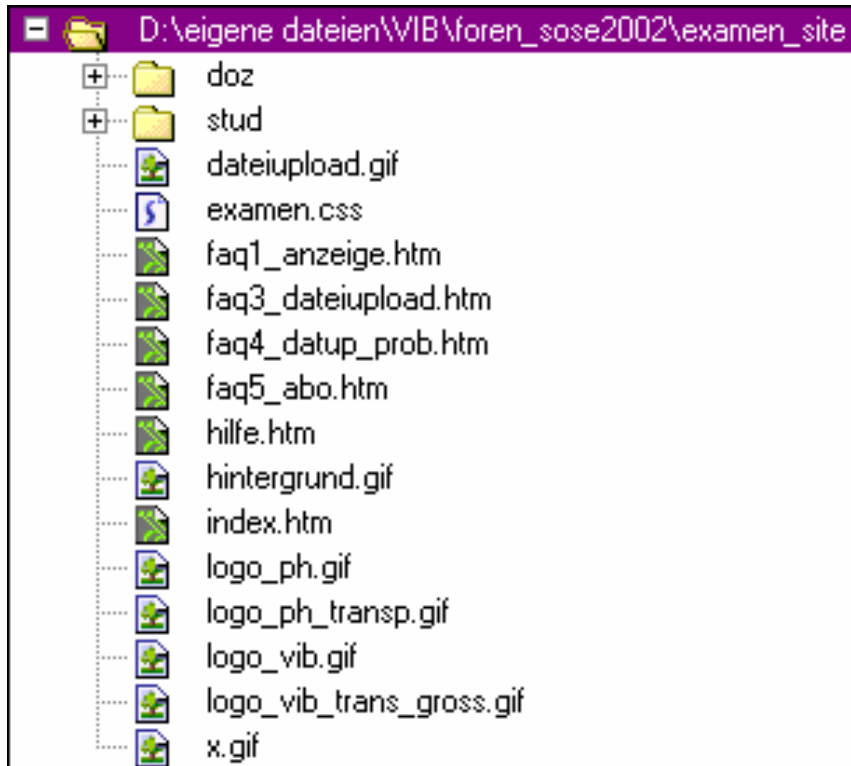 D:\eigene dateien\VIB\foren_sose2002\examen_site
doz
stud
dateiupload.gif
examen.css
faq1_anzeige.htm
faq3_dateiupload.htm
faq4_datup_prob.htm
faq5_abo.htm
hilfe.htm
hintergrund.gif
index.htm
logo_ph.gif
logo_ph_transp.gif
logo_vib.gif
logo_vib_trans_gross.gif
x.gif